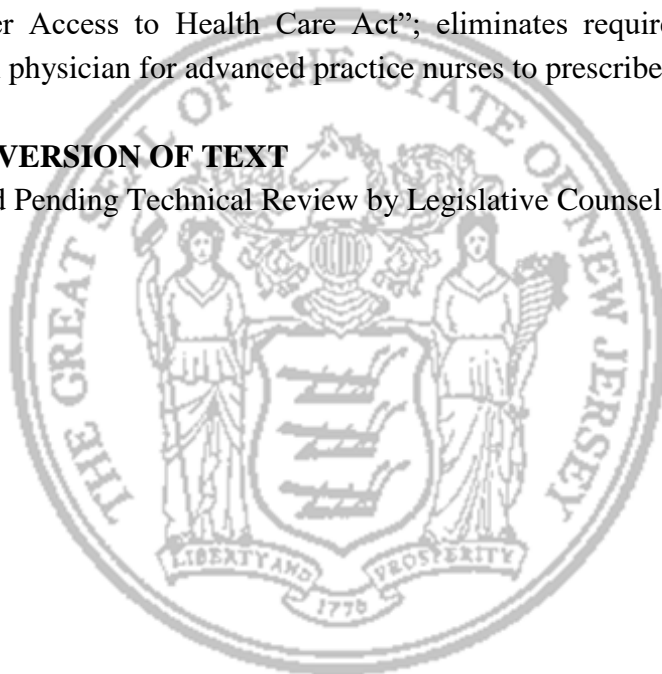 er Access to Health Care Act”; eliminates require
physician for advanced practice nurses to prescribe
VERSION OF TEXT
d Pending Technical Review by Legislative Counsel
THE GREAT SEAL OF THE STATE OF NEW JERSEY
LIBERTY AND PROSPERITY
1776